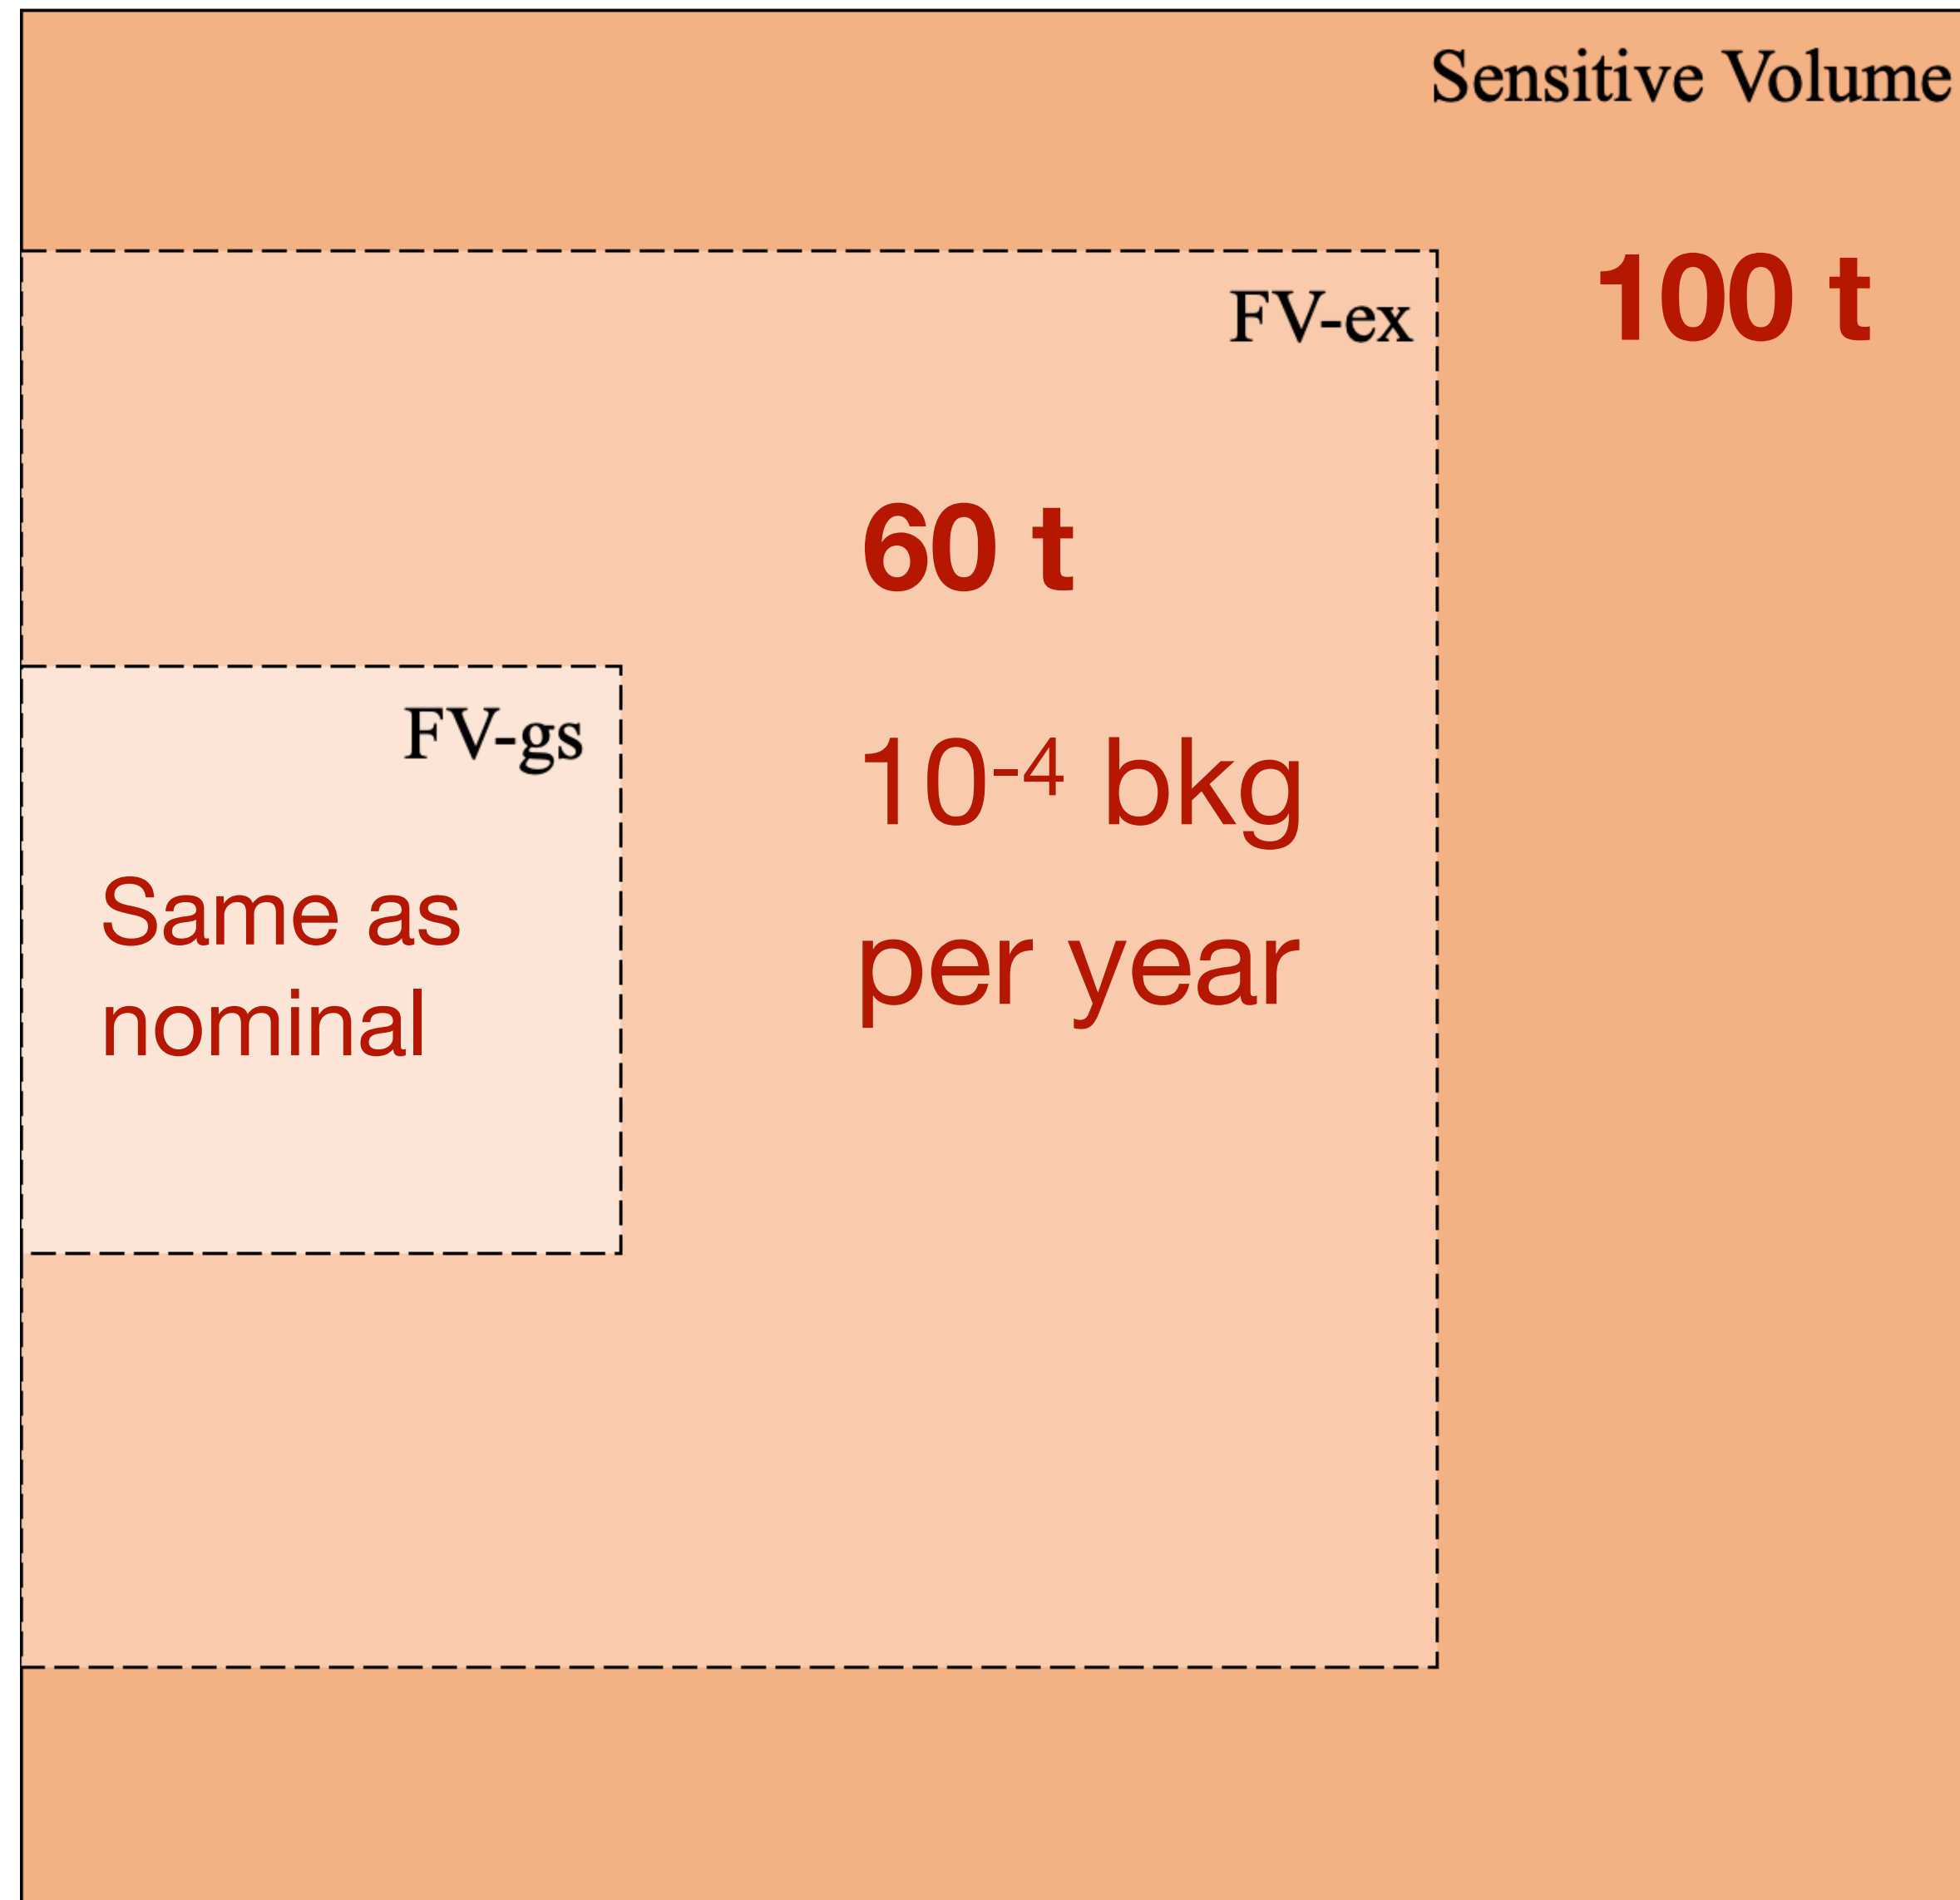 Sensitive Volume
100 t
FV-ex
60 t
10⁻⁴ bkg
per year
FV-gs
Same as
nominal